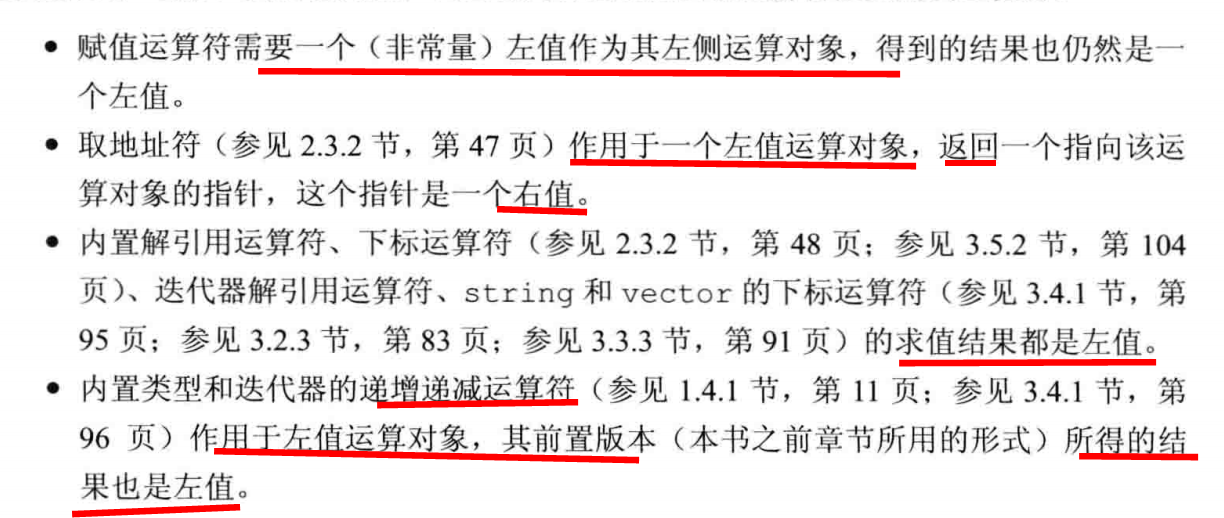 • 赋值运算符需要一个（非常量）左值作为其左侧运算对象，得到的结果也仍然是一
个左值。
• 取地址符（参见 2.3.2 节，第 47 页）作用于一个左值运算对象，返回一个指向该运
算对象的指针，这个指针是一个右值。
• 内置解引用运算符、下标运算符（参见 2.3.2 节，第 48 页；参见 3.5.2 节，第 104
页）、迭代器解引用运算符、string 和 vector 的下标运算符（参见 3.4.1 节，第
95 页；参见 3.2.3 节，第 83 页；参见 3.3.3 节，第 91 页）的求值结果都是左值。
• 内置类型和迭代器的递增递减运算符（参见 1.4.1 节，第 11 页；参见 3.4.1 节，第
96 页）作用于左值运算对象，其前置版本（本书之前章节所用的形式）所得的结
果也是左值。